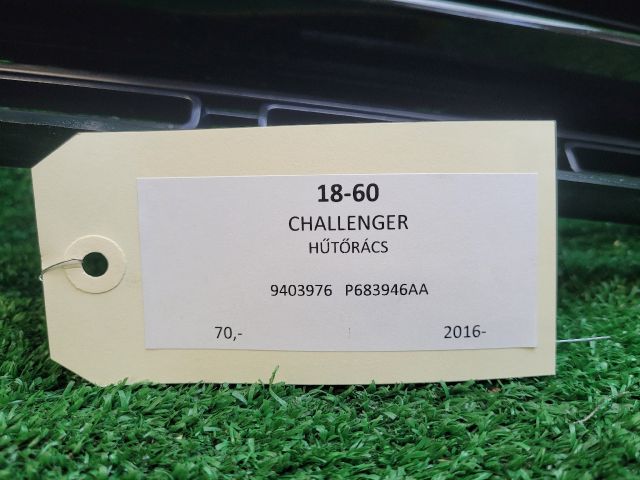 18-60
CHALLENGER
HŰTŐRÁCS
9403976 P683946AA
70,- 2016-